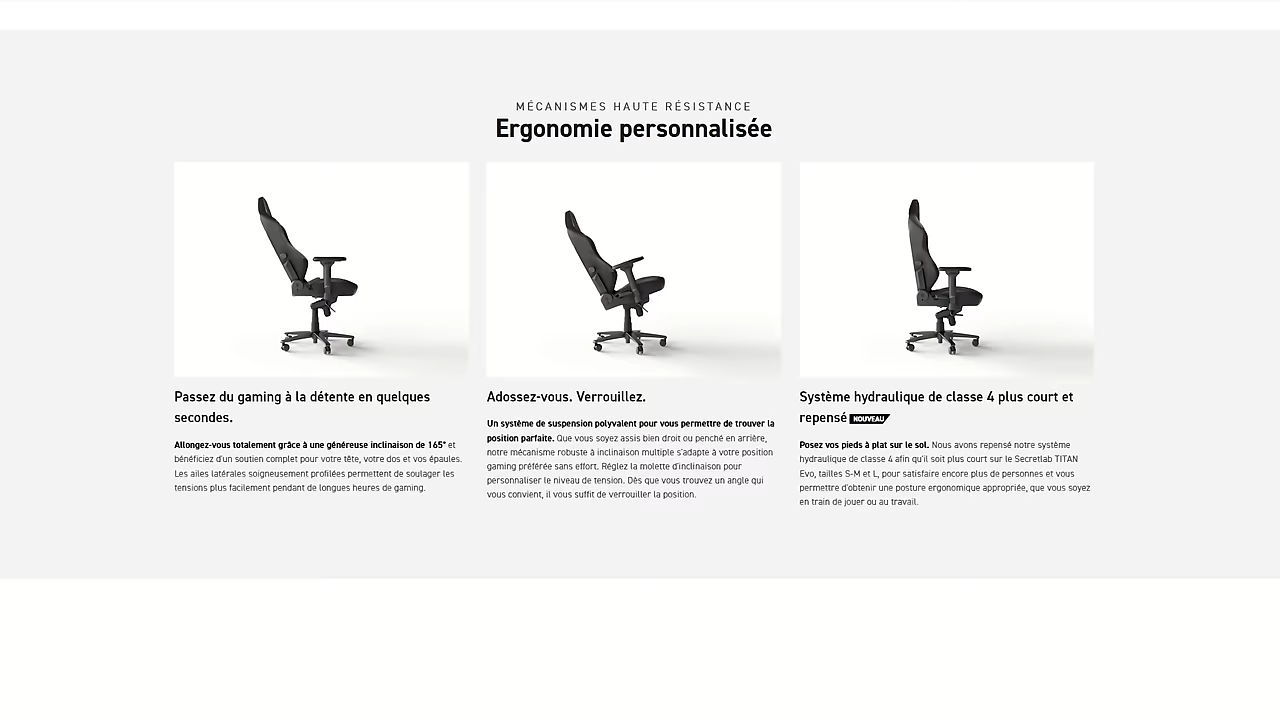 MÉCANISMES HAUTE RÉSISTANCE
Ergonomie personnalisée
Passez du gaming à la détente en quelques
secondes.
Allongez-vous totalement grâce à une généreuse inclinaison de 165° et
bénéficiez d'un soutien complet pour votre tête, votre dos et vos épaules.
Les ailes latérales soigneusement profilées permettent de soulager les
tensions plus facilement pendant de longues heures de gaming.
Adossez-vous. Verrouillez.
Un système de suspension polyvalent pour vous permettre de trouver la
position parfaite. Que vous soyez assis bien droit ou penché en arrière,
notre mécanisme robuste à inclinaison multiple s'adapte à votre position
gaming préférée sans effort. Réglez la molette d'inclinaison pour
personnaliser le niveau de tension. Dès que vous trouvez un angle qui
vous convient, il vous suffit de verrouiller la position.
Système hydraulique de classe 4 plus court et
repensé NOUVEAU
Posez vos pieds à plat sur le sol. Nous avons repensé notre système
hydraulique de classe 4 afin qu'il soit plus court sur le Secretlab TITAN
Evo, tailles S-M et L, pour satisfaire encore plus de personnes et vous
permettre d'obtenir une posture ergonomique appropriée, que vous soyez
en train de jouer ou au travail.